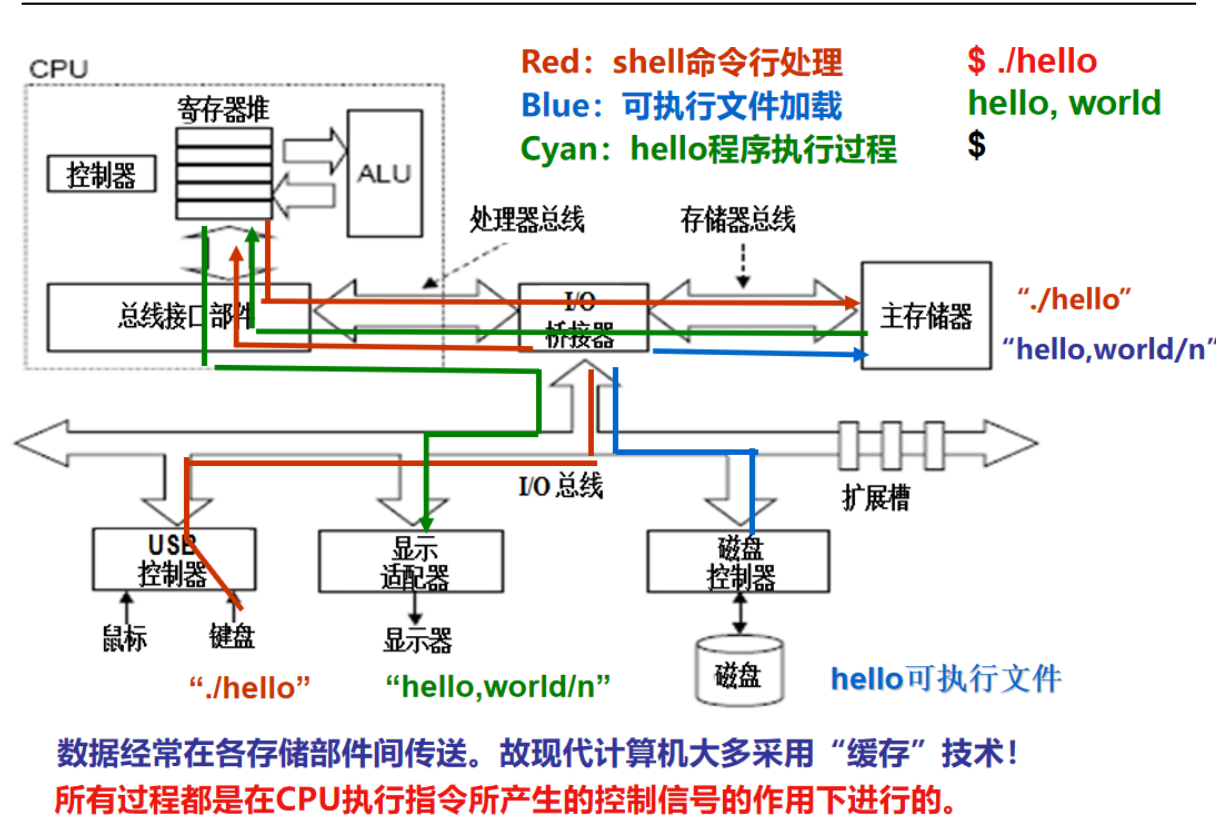 CPU
Red：shell命令行处理
$ ./hello
Blue：可执行文件加载
hello, world
Cyan：hello程序执行过程
$
寄存器堆
控制器
ALU
处理器总线
存储器总线
总线接口部件
I/O
桥接器
主存储器
“./hello”
“hello,world/n”
I/O 总线
扩展槽
USB
控制器
显示
适配器
磁盘
控制器
鼠标
键盘
显示器
磁盘
“./hello”
“hello,world/n”
hello可执行文件
数据经常在各存储部件间传送。故现代计算机大多采用“缓存”技术！
所有过程都是在CPU执行指令所产生的控制信号的作用下进行的。